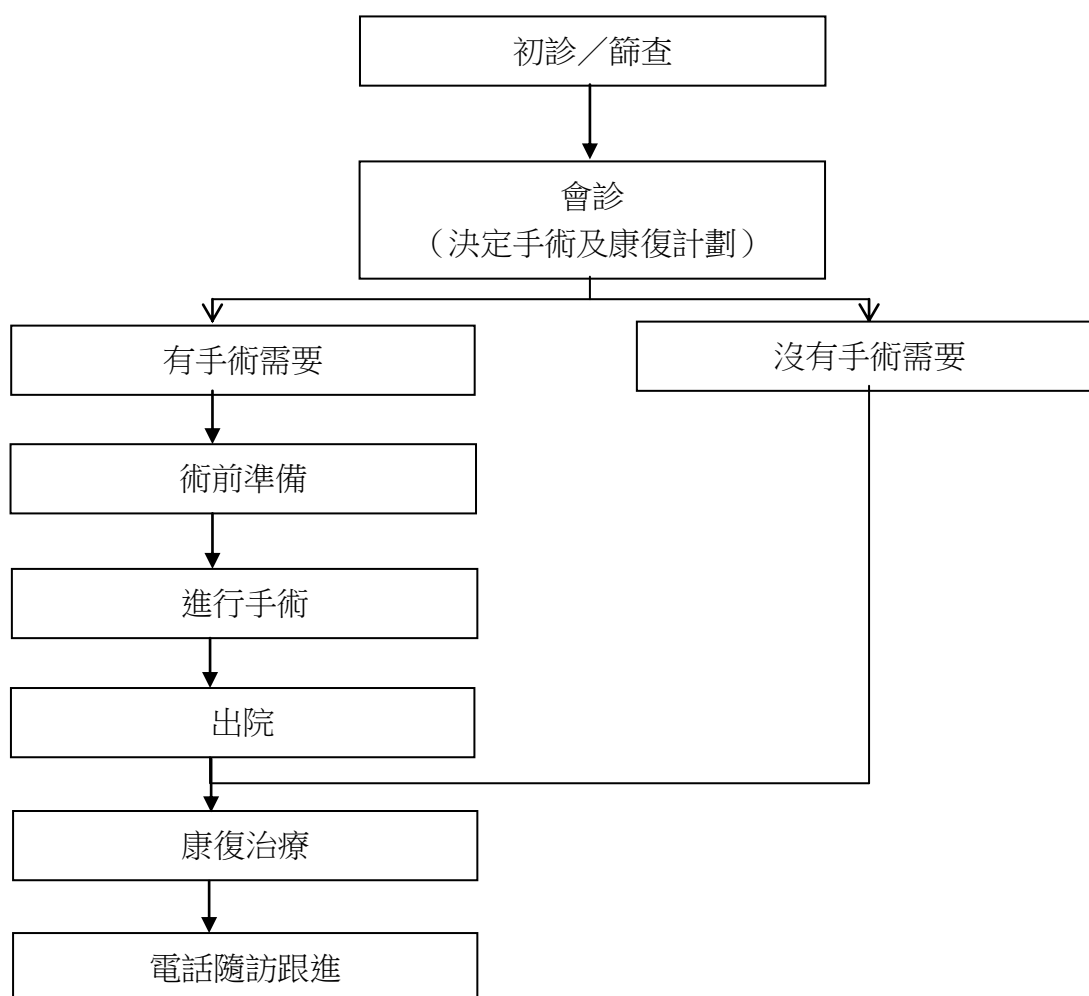 初診／篩查
會診
（決定手術及康復計劃）
有手術需要
沒有手術需要
術前準備
進行手術
出院
康復治療
電話隨訪跟進